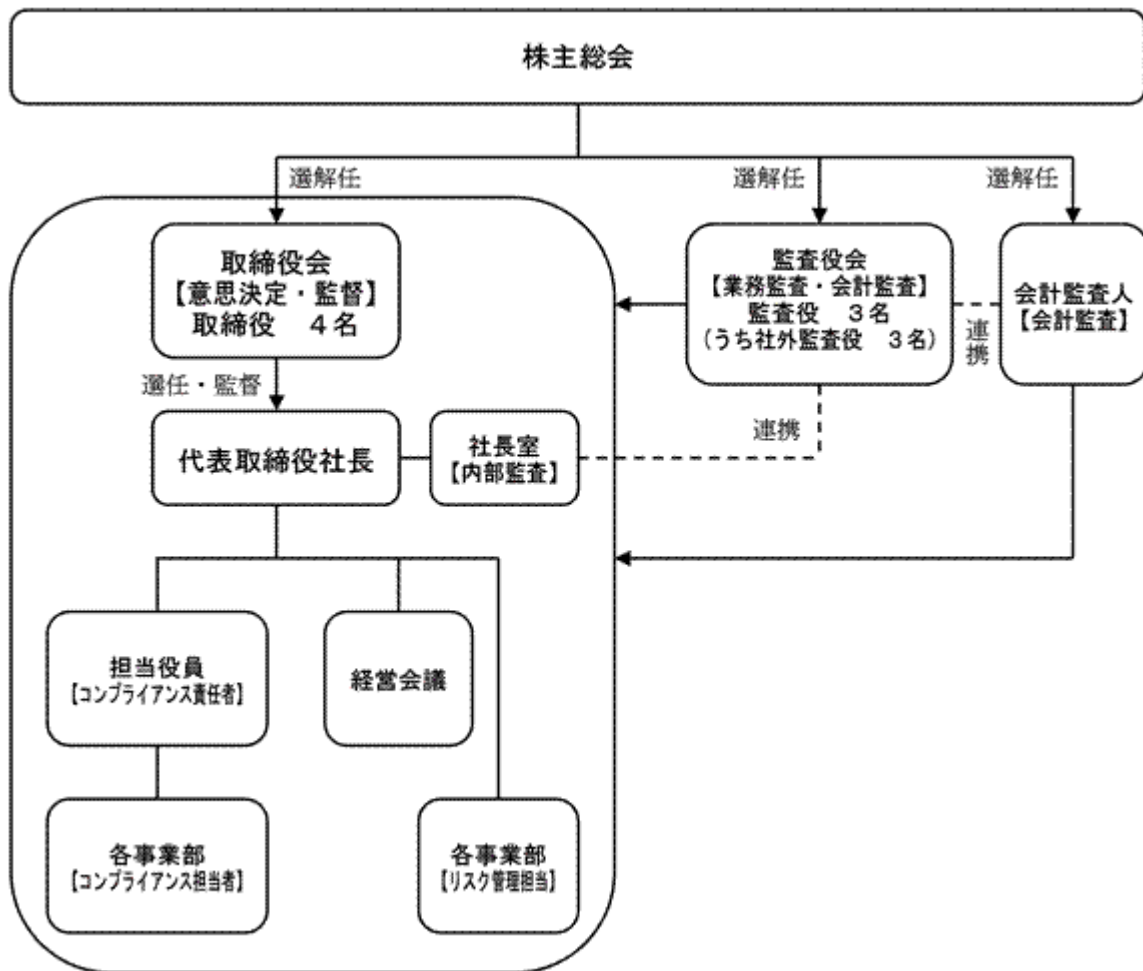 株主総会
選解任
選解任
選解任
取締役会
【意思決定・監督】
取締役　４名
監査役会
【業務監査・会計監査】
監査役　３名
(うち社外監査役　３名)
会計監査人
【会計監査】
連携
選任・監督
代表取締役社長
社長室
【内部監査】
連携
担当役員
【コンプライアンス責任者】
経営会議
各事業部
【コンプライアンス担当者】
各事業部
【リスク管理担当】